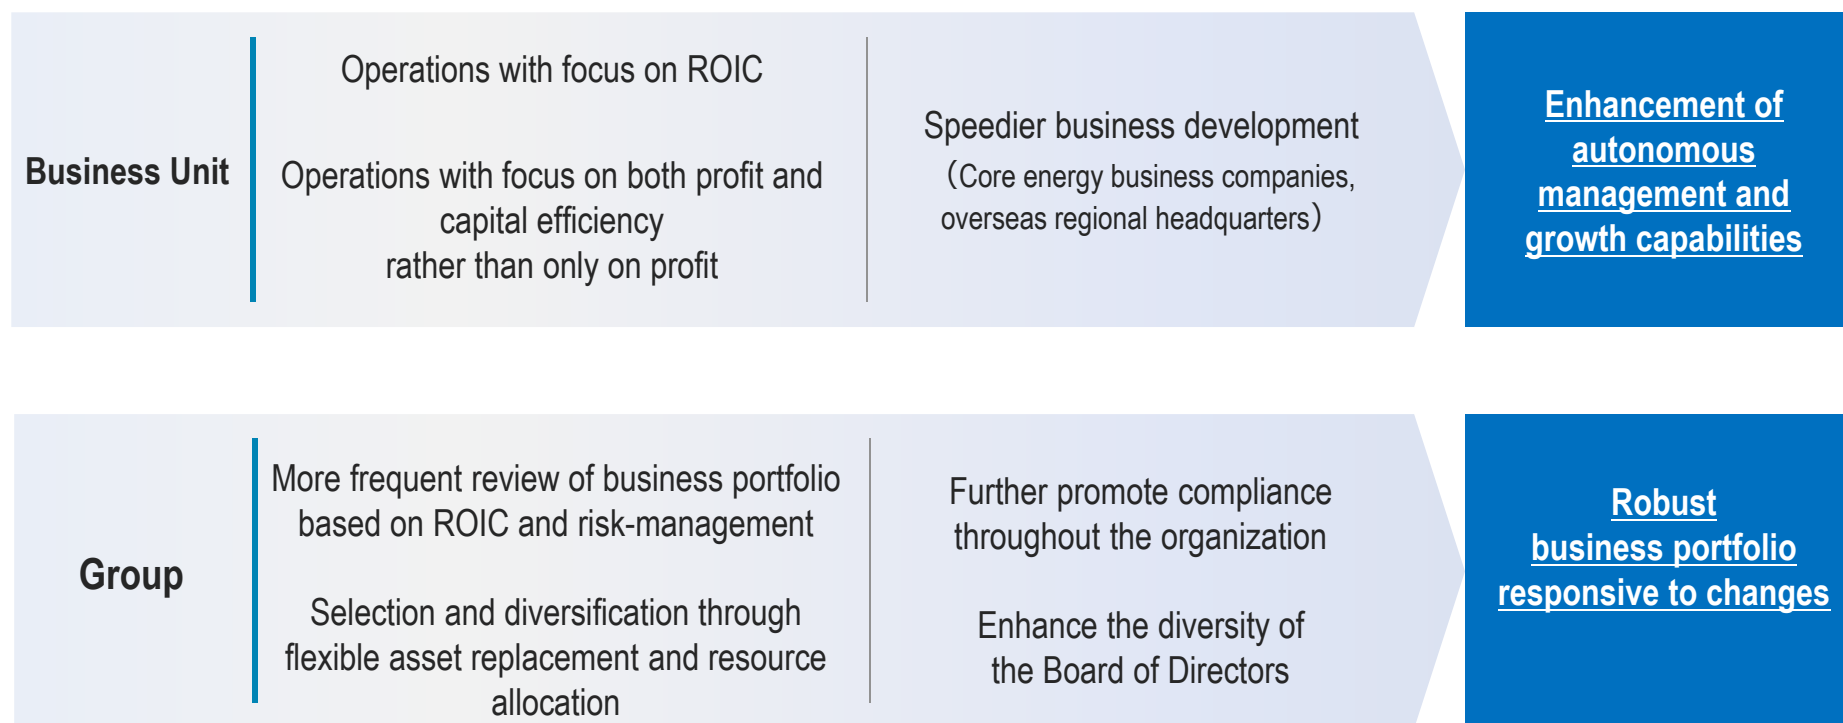 Business Unit
Operations with focus on ROIC
Operations with focus on both profit and
capital efficiency
rather than only on profit
Speedier business development
（Core energy business companies,
overseas regional headquarters）
Enhancement of
autonomous
management and
growth capabilities
Group
More frequent review of business portfolio
based on ROIC and risk-management
Selection and diversification through
flexible asset replacement and resource
allocation
Further promote compliance
throughout the organization
Enhance the diversity of
the Board of Directors
Robust
business portfolio
responsive to changes